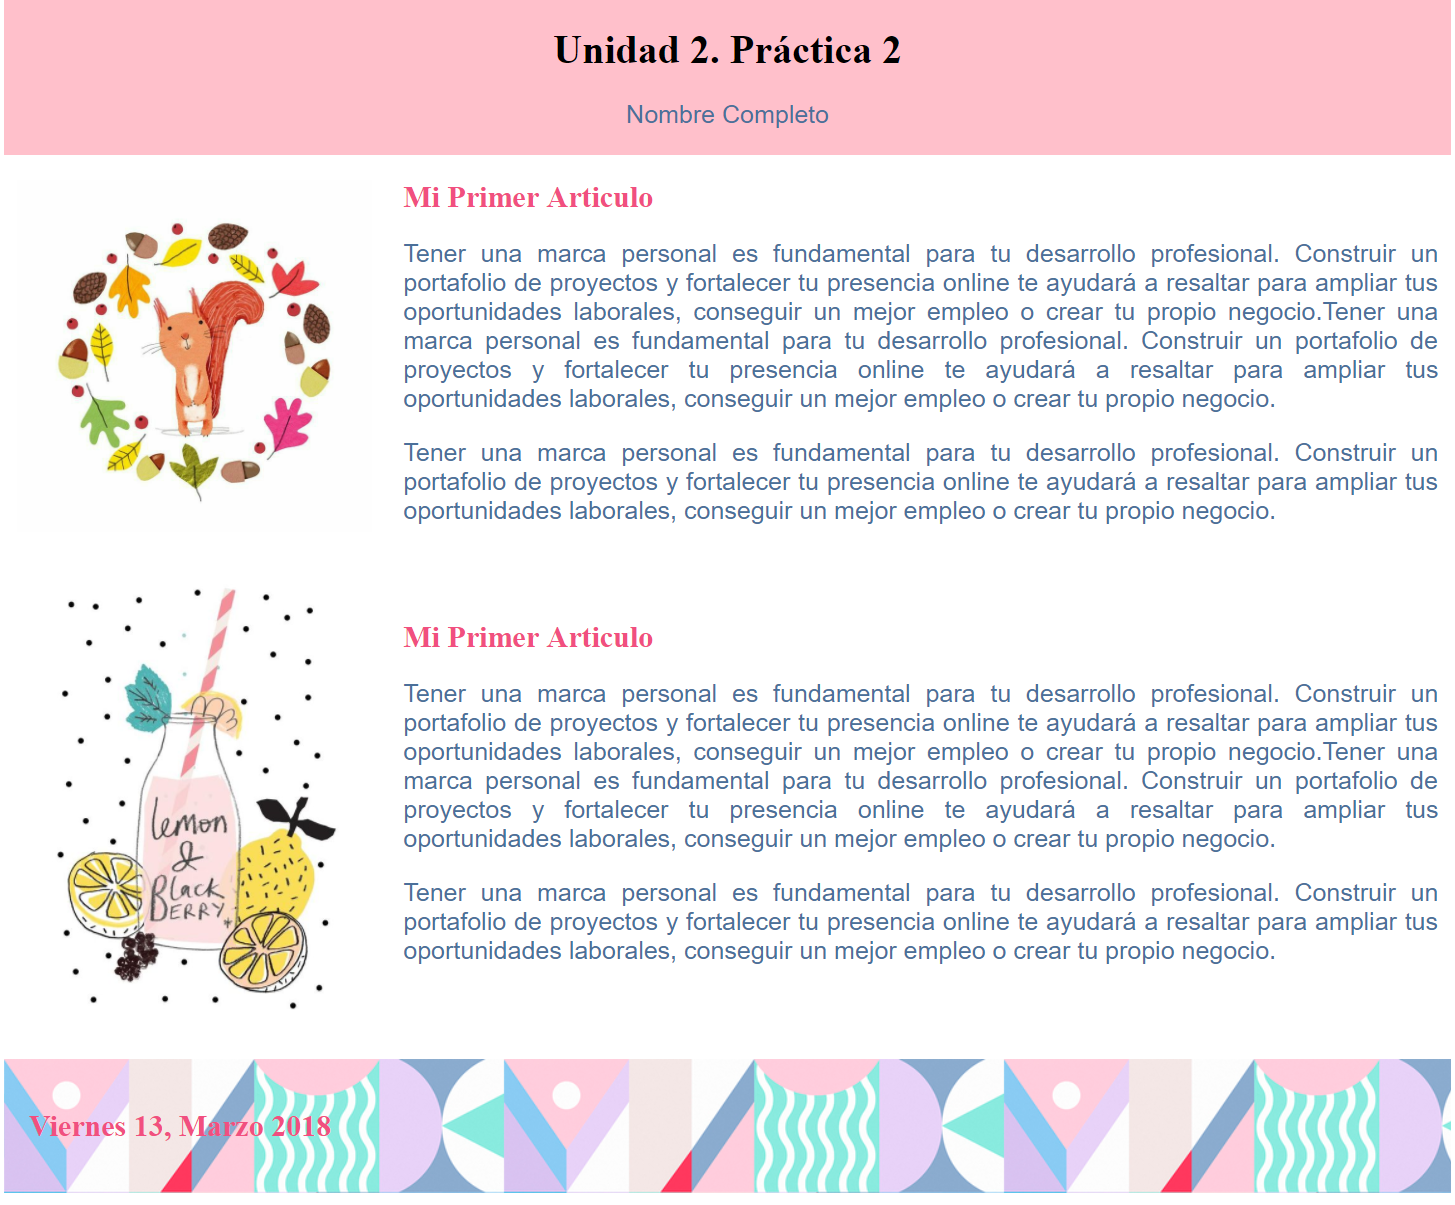 Unidad 2. Práctica 2
Nombre Completo
Mi Primer Articulo
Tener una marca personal es fundamental para tu desarrollo profesional. Construir un
portafolio de proyectos y fortalecer tu presencia online te ayudará a resaltar para ampliar tus
oportunidades laborales, conseguir un mejor empleo o crear tu propio negocio.Tener una
marca personal es fundamental para tu desarrollo profesional. Construir un portafolio de
proyectos y fortalecer tu presencia online te ayudará a resaltar para ampliar tus
oportunidades laborales, conseguir un mejor empleo o crear tu propio negocio.
Tener una marca personal es fundamental para tu desarrollo profesional. Construir un
portafolio de proyectos y fortalecer tu presencia online te ayudará a resaltar para ampliar tus
oportunidades laborales, conseguir un mejor empleo o crear tu propio negocio.
lemon
&
Black
BERRY
Mi Primer Articulo
Tener una marca personal es fundamental para tu desarrollo profesional. Construir un
portafolio de proyectos y fortalecer tu presencia online te ayudará a resaltar para ampliar tus
oportunidades laborales, conseguir un mejor empleo o crear tu propio negocio.Tener una
marca personal es fundamental para tu desarrollo profesional. Construir un portafolio de
proyectos y fortalecer tu presencia online te ayudará a resaltar para ampliar tus
oportunidades laborales, conseguir un mejor empleo o crear tu propio negocio.
Tener una marca personal es fundamental para tu desarrollo profesional. Construir un
portafolio de proyectos y fortalecer tu presencia online te ayudará a resaltar para ampliar tus
oportunidades laborales, conseguir un mejor empleo o crear tu propio negocio.
Viernes 13, Marzo 2018